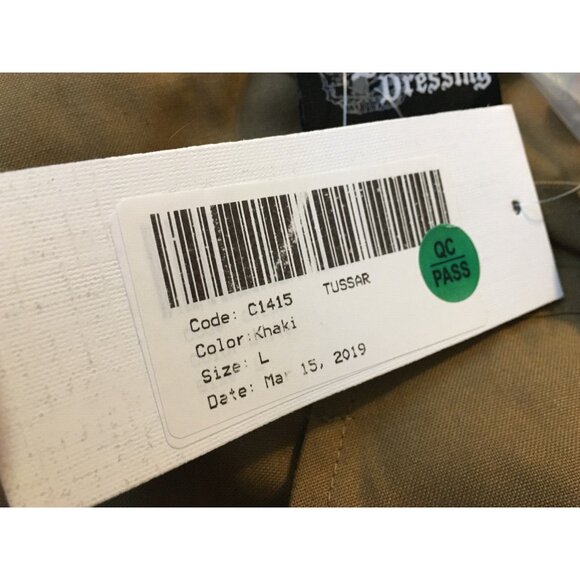 Dressing
Code: C1415 TUSSAR
Color:Khaki
Size: L
Date: Mar 15, 2019
QC
PASS